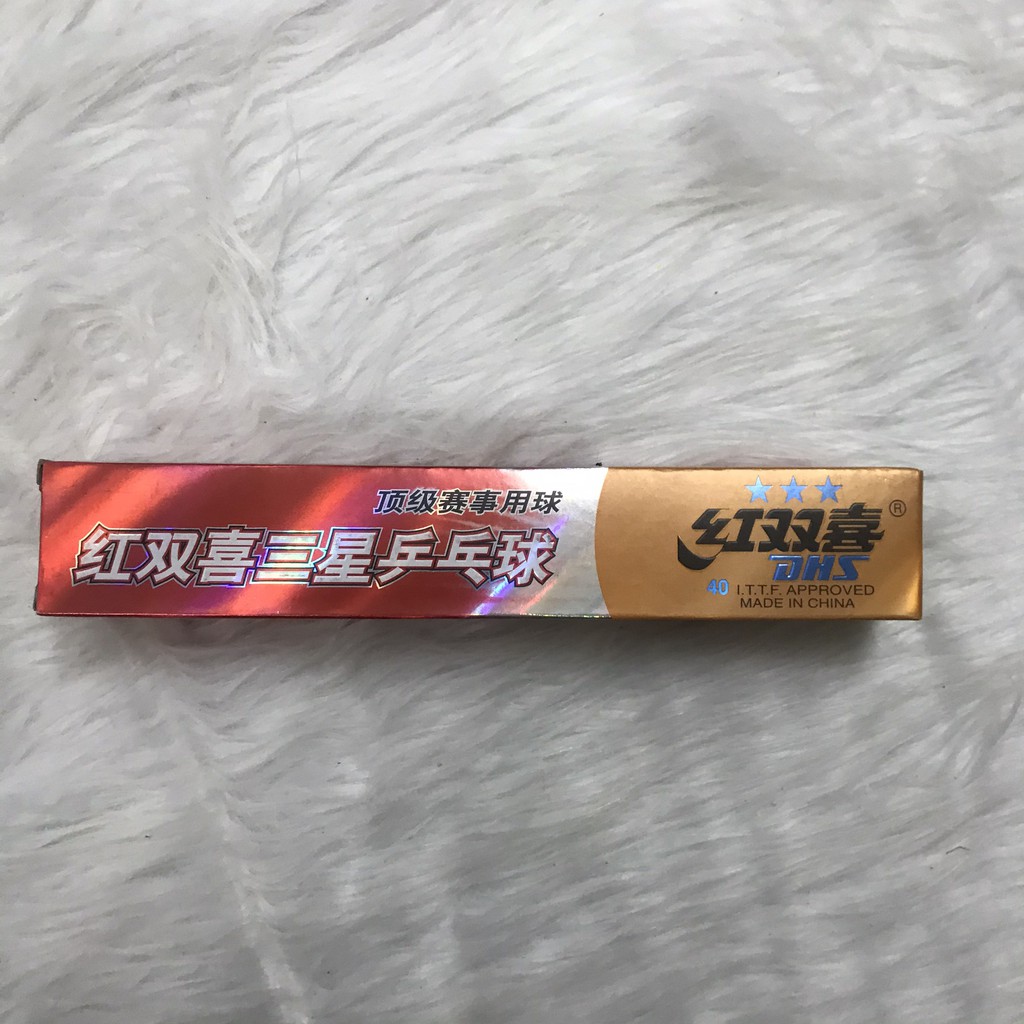 顶级赛事用球
红双喜三星乒乓球
红双喜®
DHS
40 I.T.T.F. APPROVED
MADE IN CHINA